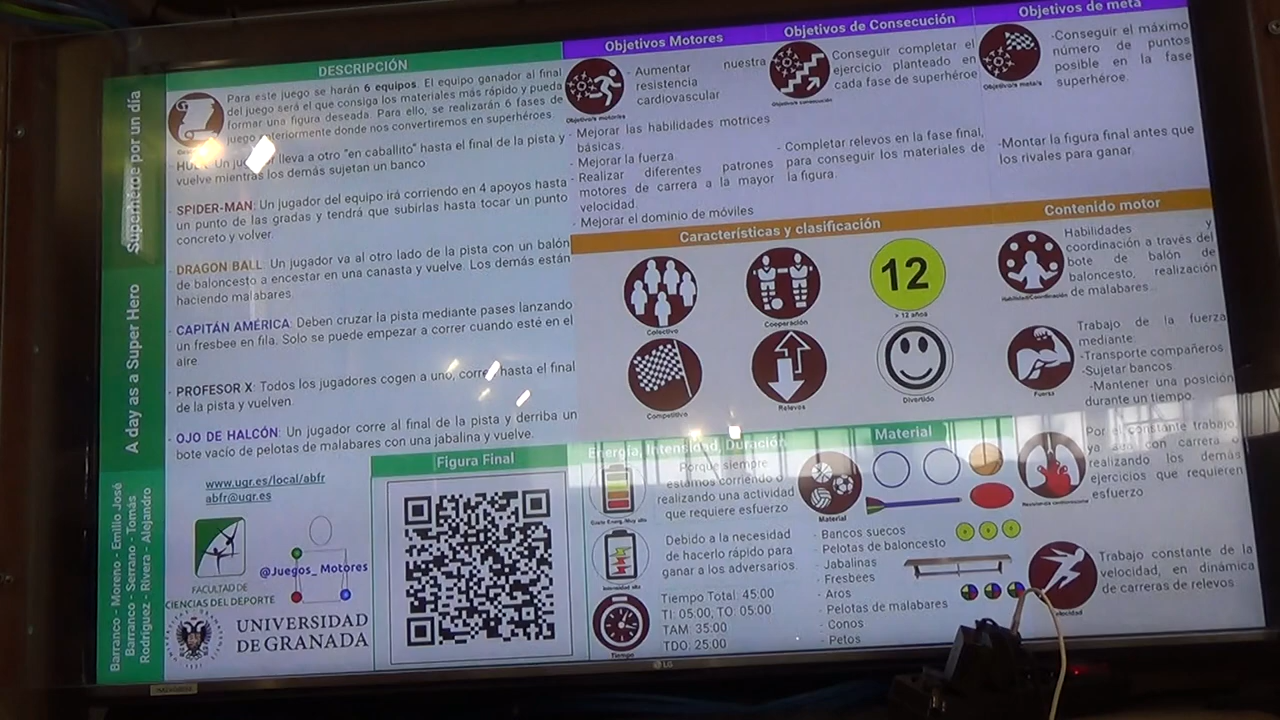 Superhéroe por un día
A day as a Super Hero
Barranco - Moreno - Emilio José
Barranco - Serrano - Tomás
Rodríguez - Rivera - Alejandro
DESCRIPCIÓN
Para este juego se harán 6 equipos. El equipo ganador al final
del juego será el que consiga los materiales más rápido y pueda
formar una figura deseada. Para ello, se realizarán 6 fases de
juego anteriormente donde nos convertiremos en superhéroes.
lleva a otro "en caballito" hasta el final de la pista y
vuelve mientras los demás sujetan un banco
- SPIDER-MAN: Un jugador del equipo irá corriendo en 4 apoyos hasta
un punto de las gradas y tendrá que subirlas hasta tocar un punto
concreto y volver.
- DRAGON BALL: Un jugador va al otro lado de la pista con un balón
de baloncesto a encestar en una canasta y vuelve. Los demás están
haciendo malabares
- CAPITÁN AMÉRICA: Deben cruzar la pista mediante pases lanzando
un fresbee en fila. Solo se puede empezar a correr cuando esté en el
aire
- PROFESOR X: Todos los jugadores cogen a uno, corren hasta el final
de la pista y vuelven.
- OJO DE HALCÓN: Un jugador corre al final de la pista y derriba un
bote vacío de pelotas de malabares con una jabalina y vuelve.
www.ugr.es/local/abfr
abfr@ugr.es
FACULTAD DE
CIENCIAS DEL DEPORTE
@Juegos_Motores
UNIVERSIDAD
DE GRANADA
Figura Final
Objetivos Motores
Objetivos motores
- Aumentar nuestra
resistencia
cardiovascular
- Mejorar las habilidades motrices
básicas.
- Mejorar la fuerza
- Realizar diferentes patrones
motores de carrera a la mayor
velocidad.
- Mejorar el dominio de móviles
Objetivos de Consecución
Conseguir completar el
ejercicio planteado en
cada fase de superhéroe
- Completar relevos en la fase final,
para conseguir los materiales de
la figura.
Objetivos de meta
-Conseguir el máximo
número de puntos
posible en la fase
superhéroe.
-Montar la figura final antes que
los rivales para ganar.
Características y clasificación
Colectivo
Cooperación
12
> 12 años
Competitivo
Relevos
Divertido
Contenido motor
Habilidades y
coordinación a través del
bote de balón de
baloncesto, realización
de malabares...
Habilidad/Coordinación
Trabajo de la fuerza
mediante:
-Transporte compañeros
-Sujetar bancos
-Mantener una posición
durante un tiempo.
Fuerza
Por el constante trabajo,
ya sea con carrera o
realizando los demás
ejercicios que requieren
esfuerzo
Trabajo constante de la
velocidad, en dinámica
de carreras de relevos
Energía, Intensidad, Duración
Porque siempre
estamos corriendo o
realizando una actividad
que requiere esfuerzo
Debido a la necesidad
de hacerlo rápido para
ganar a los adversarios
Intensidad alta
Tiempo Total: 45:00
TI: 05:00, TO: 05:00
TAM: 35:00
TDO: 25:00
Tiempo
Material
Material
- Bancos suecos
- Pelotas de baloncesto
- Jabalinas
- Fresbees
- Aros
- Pelotas de malabares
- Conos
- Petos
LG